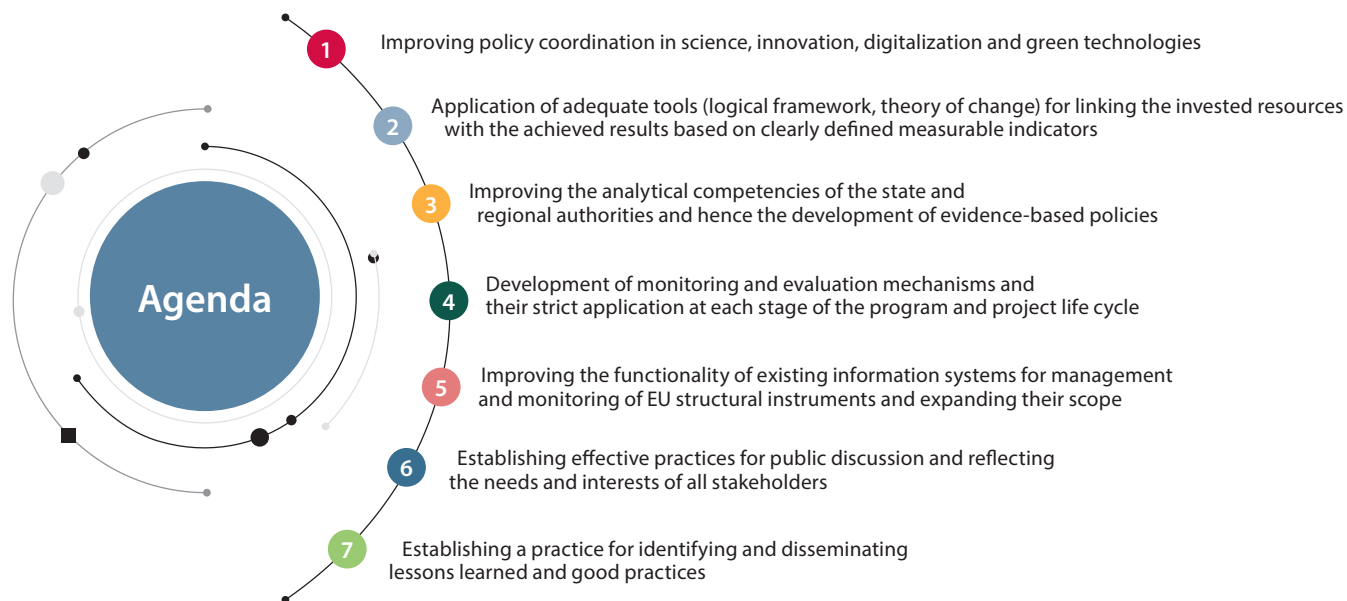 Agenda
1
Improving policy coordination in science, innovation, digitalization and green technologies
2
Application of adequate tools (logical framework, theory of change) for linking the invested resources
with the achieved results based on clearly defined measurable indicators
3
Improving the analytical competencies of the state and
regional authorities and hence the development of evidence-based policies
4
Development of monitoring and evaluation mechanisms and
their strict application at each stage of the program and project life cycle
5
Improving the functionality of existing information systems for management
and monitoring of EU structural instruments and expanding their scope
6
Establishing effective practices for public discussion and reflecting
the needs and interests of all stakeholders
7
Establishing a practice for identifying and disseminating
lessons learned and good practices